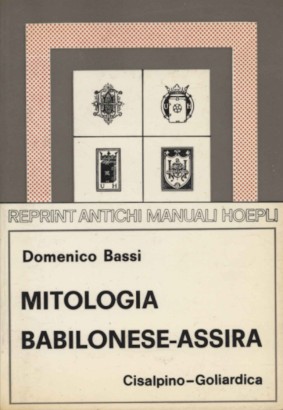 REPRINT ANTICHI MANUALI HOEPLI
Domenico Bassi
MITOLOGIA
BABILONESE-ASSIRA
Cisalpino–Goliardica